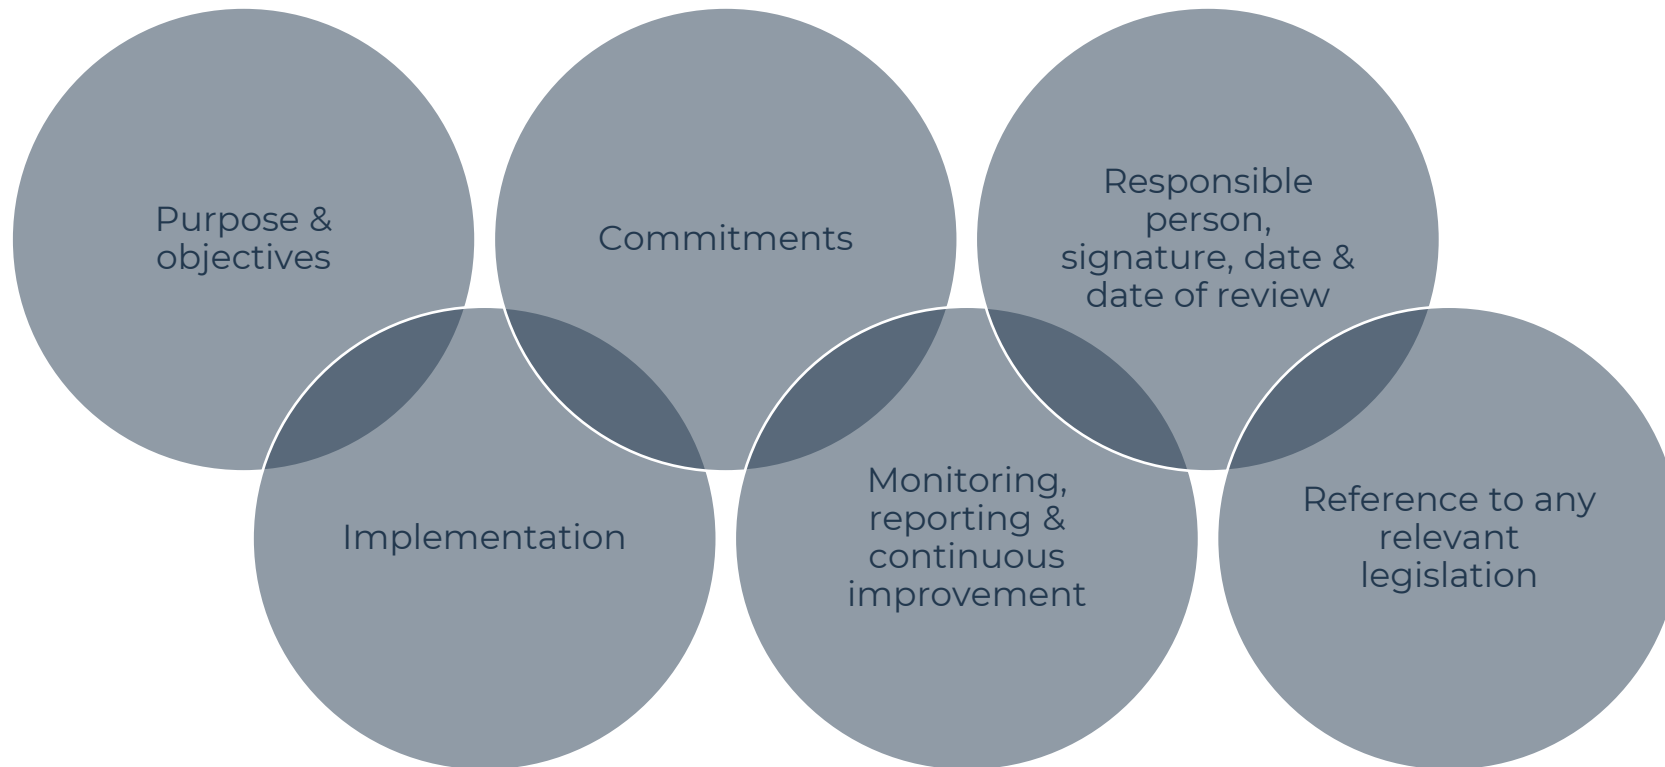 Purpose &
objectives
Commitments
Responsible
person,
signature, date &
date of review
Implementation
Monitoring,
reporting &
continuous
improvement
Reference to any
relevant
legislation